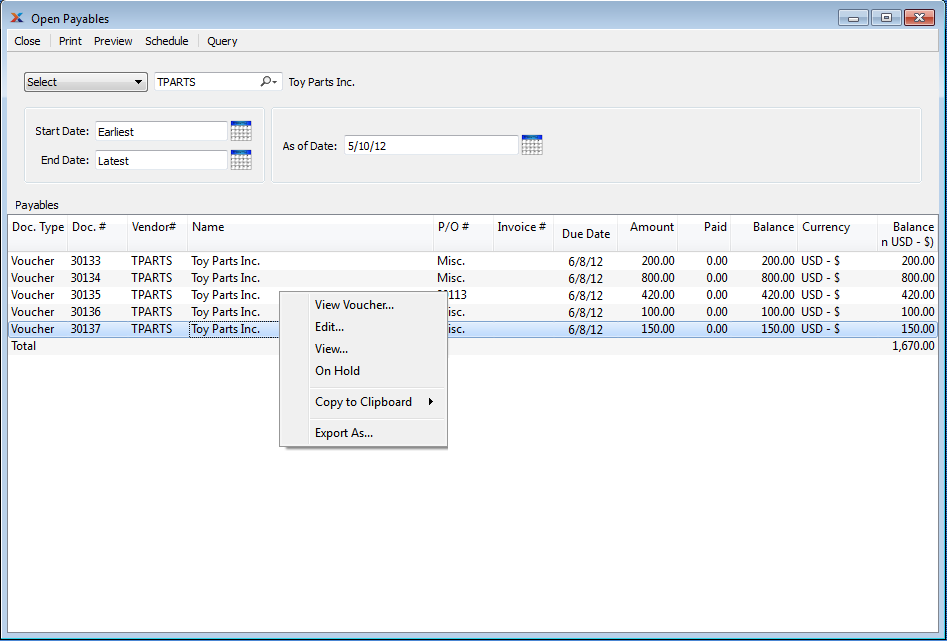 Open Payables
Close Print Preview Schedule Query
Select TPARTS Toy Parts Inc.
Start Date: Earliest
As of Date: 5/10/12
End Date: Latest
Payables
Doc. Type Doc. # Vendor# Name P/O # Invoice # Due Date Amount Paid Balance Currency Balance
n USD - $)
Voucher 30133 TPARTS Toy Parts Inc. Misc. 6/8/12 200.00 0.00 200.00 USD - $ 200.00
Voucher 30134 TPARTS Toy Parts Inc. Misc. 6/8/12 800.00 0.00 800.00 USD - $ 800.00
Voucher 30135 TPARTS Toy Parts Inc. 113 6/8/12 420.00 0.00 420.00 USD - $ 420.00
Voucher 30136 TPARTS Toy Parts Inc. isc. 6/8/12 100.00 0.00 100.00 USD - $ 100.00
Voucher 30137 TPARTS Toy Parts Inc. isc. 6/8/12 150.00 0.00 150.00 USD - $ 150.00
Total 1,670.00
View Voucher...
Edit...
View...
On Hold
Copy to Clipboard
Export As...